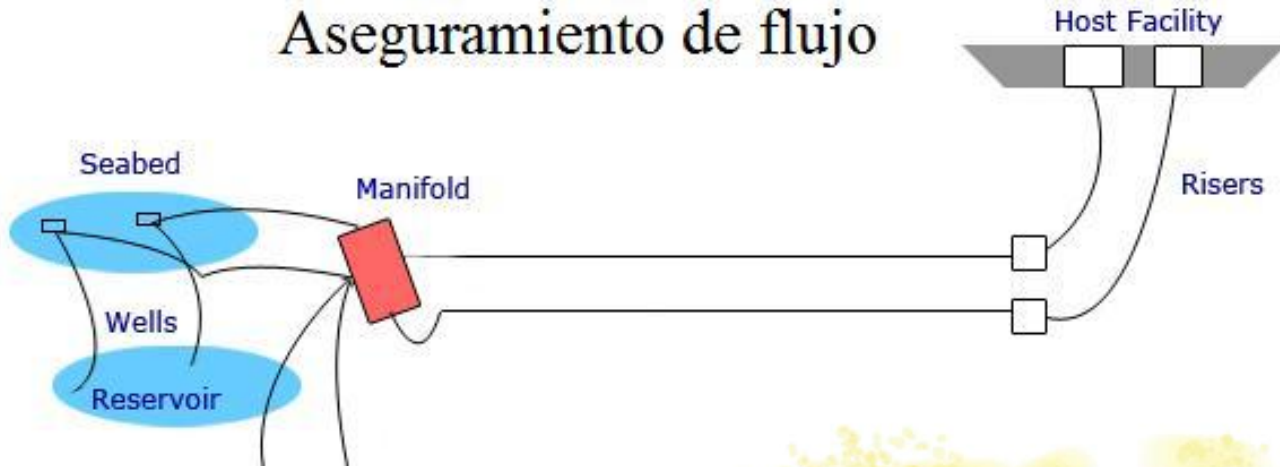 Aseguramiento de flujo
Host Facility
Seabed
Manifold
Risers
Wells
Reservoir